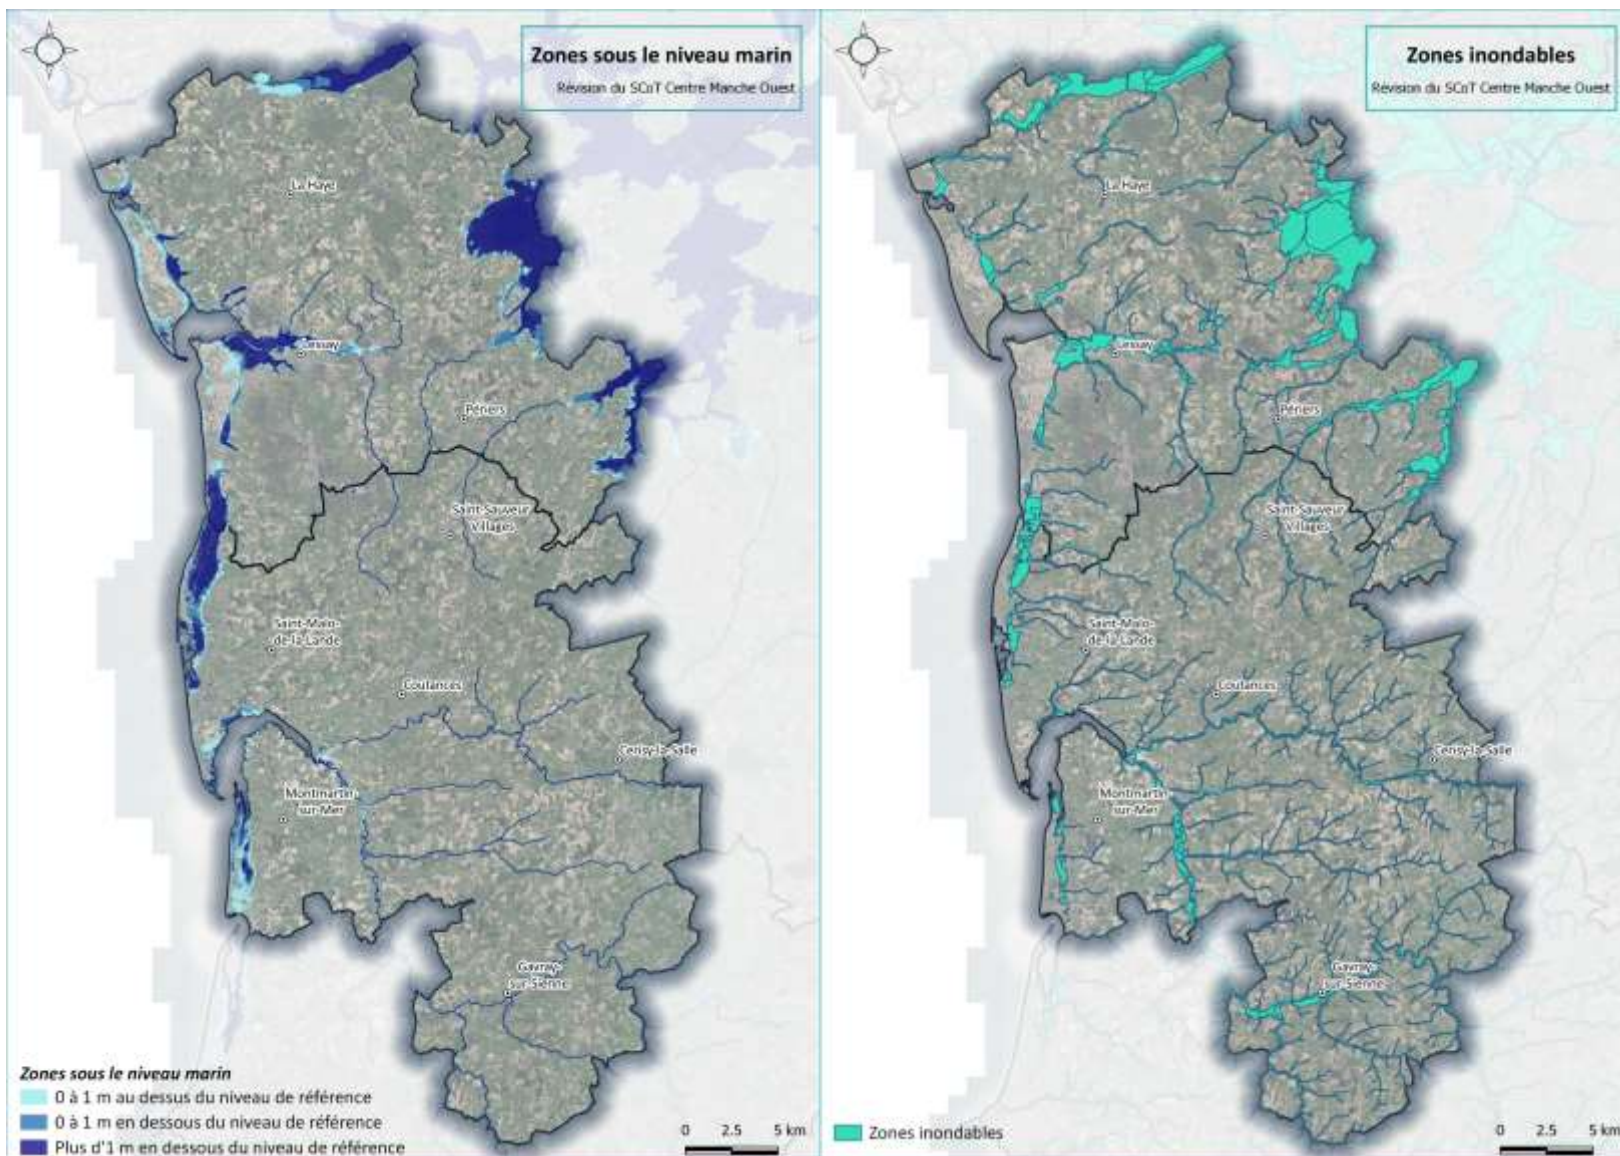 Zones sous le niveau marin
Révision du SCoT Centre Manche Ouest
La Haye
Lessay
Périers
Saint-Sauveur
Villages
Saint-Malo-
de-la-Lande
Coutances
Cerisy-la-Salle
Montmartin-
sur-Mer
Gavray-
sur-Sienne
Zones sous le niveau marin
0 à 1 m au dessus du niveau de référence
0 à 1 m en dessous du niveau de référence
Plus d'1 m en dessous du niveau de référence
0 2.5 5 km
Zones inondables
Révision du SCoT Centre Manche Ouest
La Haye
Lessay
Périers
Saint-Sauveur
Villages
Saint-Malo-
de-la-Lande
Coutances
Cerisy-la-Salle
Montmartin-
sur-Mer
Gavray-
sur-Sienne
Zones inondables
0 2.5 5 km